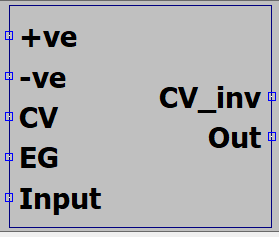 +ve
-ve
CV
EG
Input
CV_inv
Out